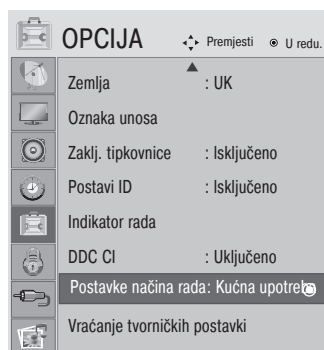 OPCIJA Premjesti U redu.
Zemlja : UK
Oznaka unosa
Zaklj. tipkovnice : Isključeno
Postavi ID : Isključeno
Indikator rada
DDC CI : Uključeno
Postavke načina rada: Kućna upotreba
Vraćanje tvorničkih postavki